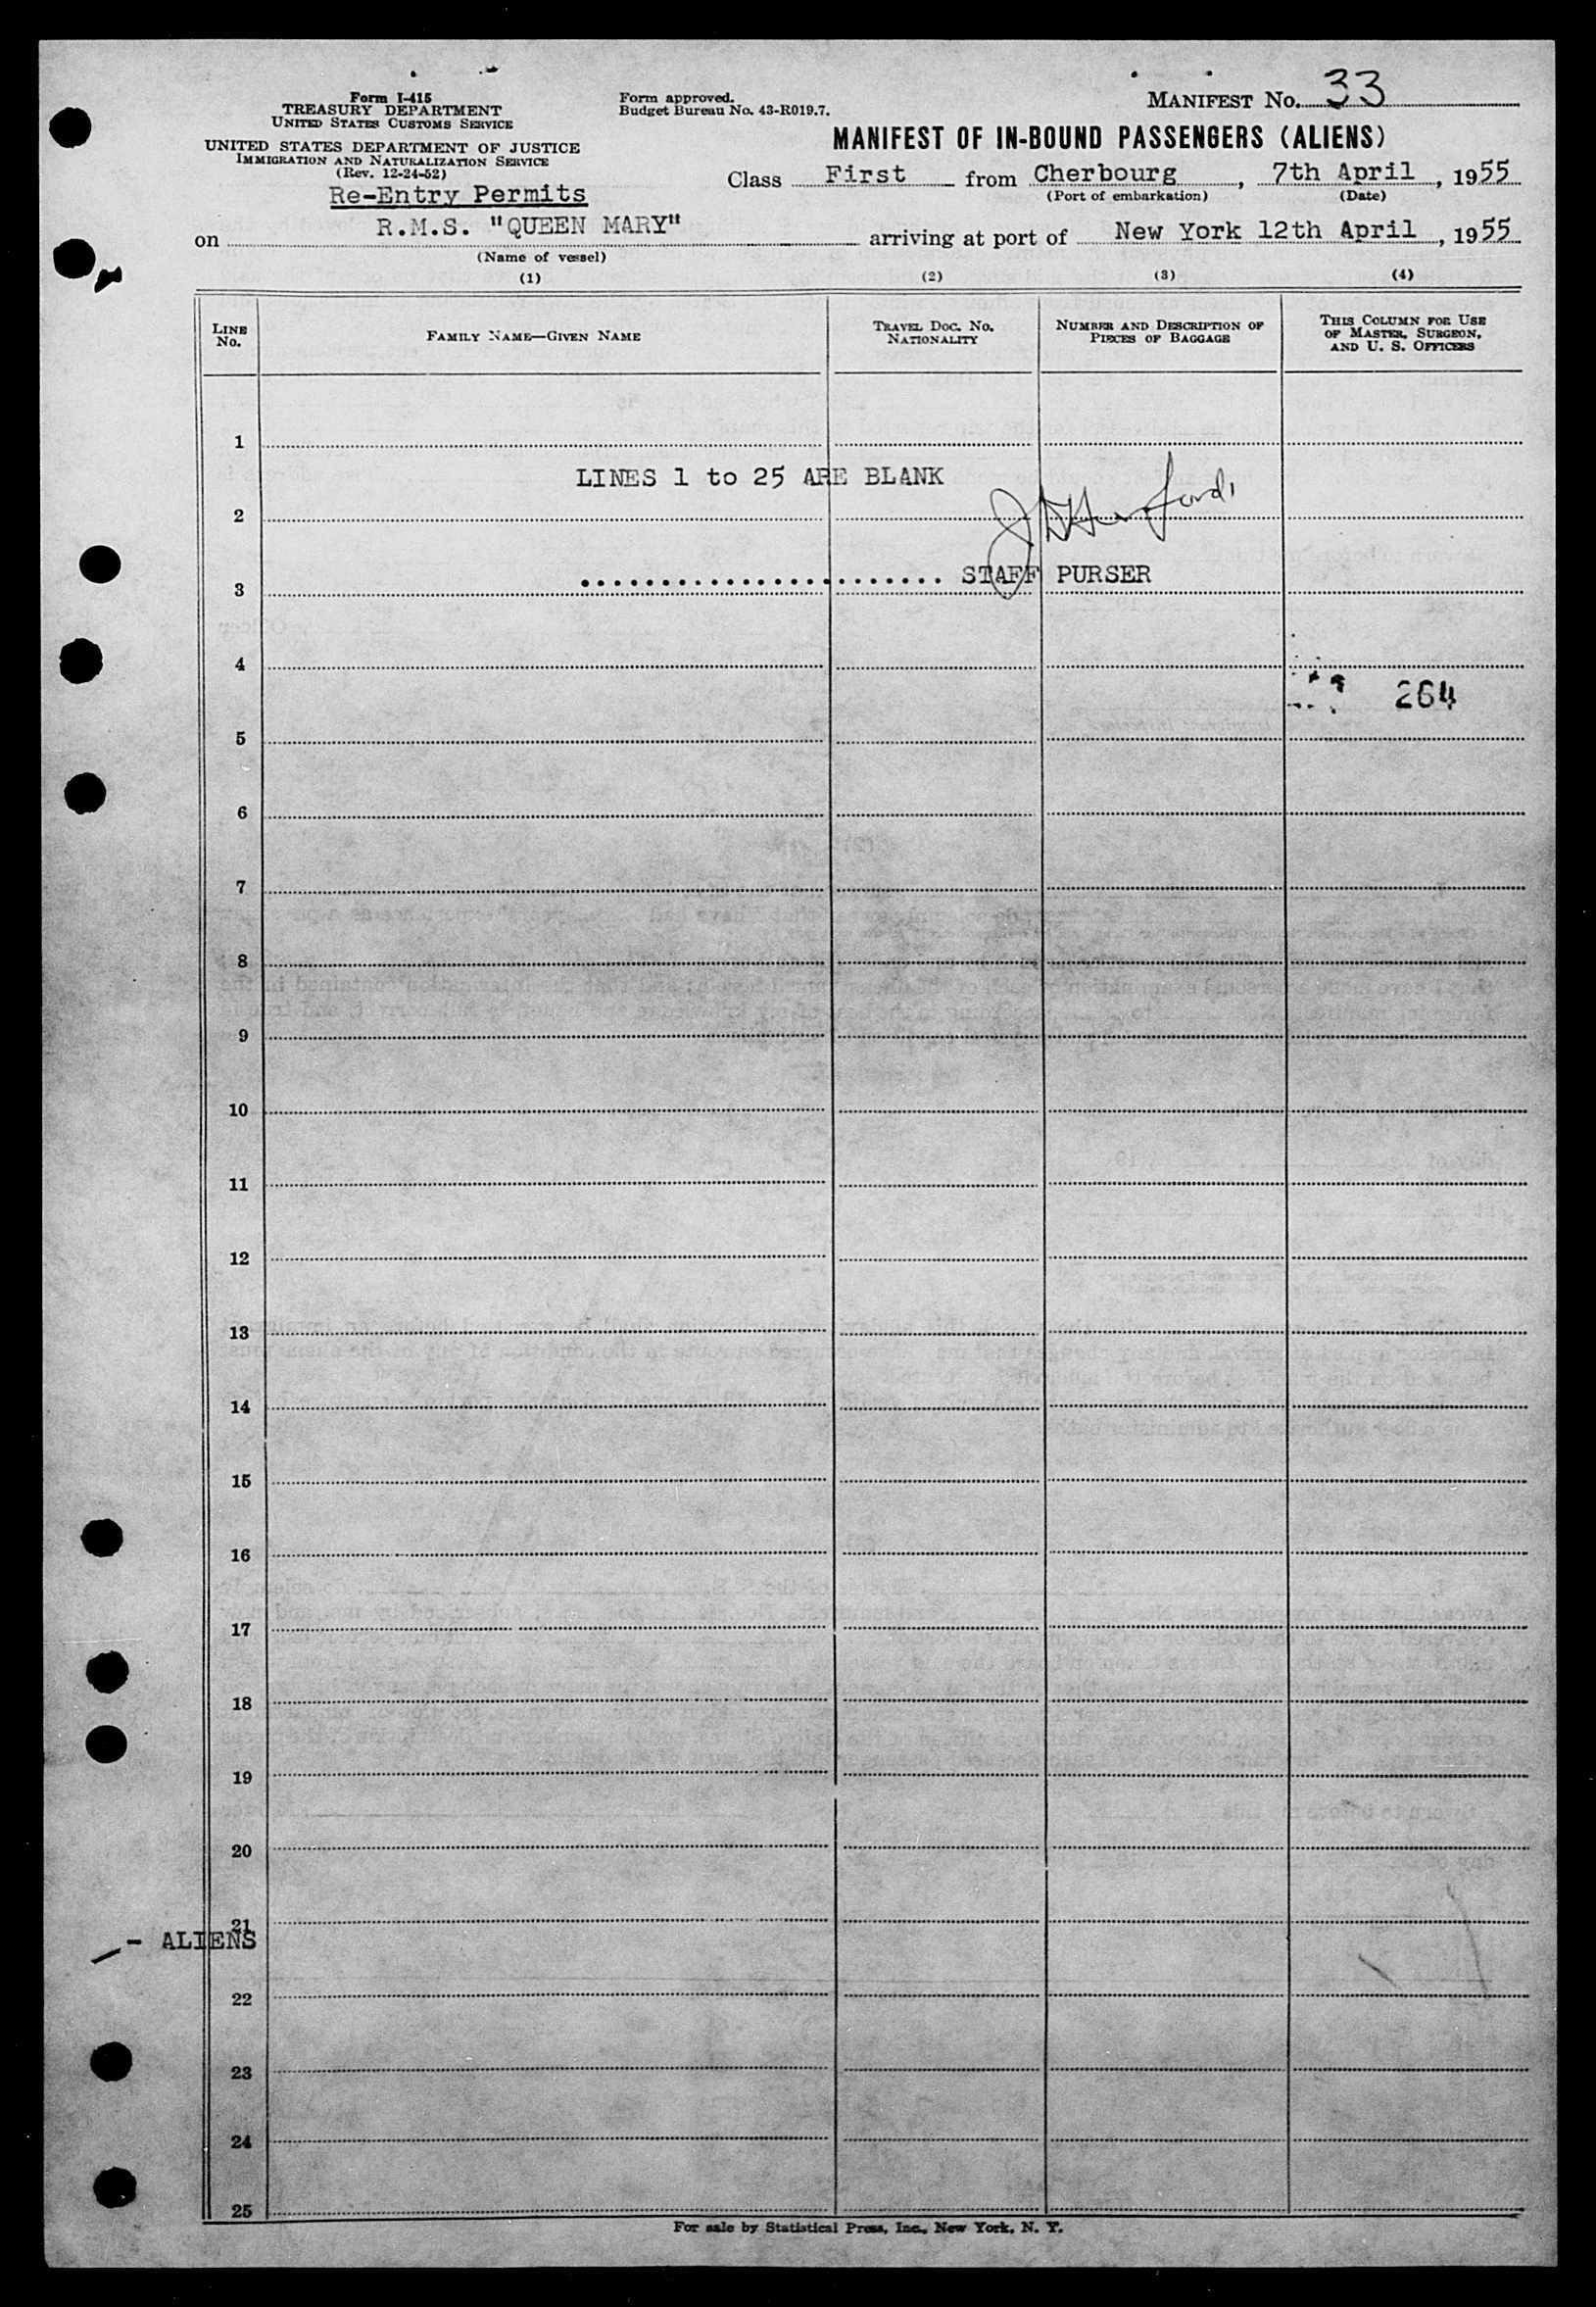 Form I-415
TREASURY DEPARTMENT
UNITED STATES CUSTOMS SERVICE
UNITED STATES DEPARTMENT OF JUSTICE
IMMIGRATION AND NATURALIZATION SERVICE
(Rev. 12-24-52)
Re-Entry Permits
Form approved.
Budget Bureau No. 43-R019.7.
MANIFEST No. 33
MANIFEST OF IN-BOUND PASSENGERS (ALIENS)
Class First from Cherbourg, 7th April, 1955
(Port of embarkation) (Date)
on R.M.S. "QUEEN MARY" arriving at port of New York 12th April, 1955
(Name of vessel)
(1) (2) (3) (4)
LINE No. FAMILY NAME—GIVEN NAME TRAVEL DOC. No. NATIONALITY NUMBER AND DESCRIPTION OF PIECES OF BAGGAGE THIS COLUMN FOR USE OF MASTER, SURGEON, AND U. S. OFFICERS
1
LINES 1 to 25 ARE BLANK
2
3 ....................... STAFF PURSER
4
264
5
6
7
8
9
10
11
12
13
14
15
16
17
18
19
20
21
- ALIENS
22
23
24
25
For sale by Statistical Press, Inc., New York, N. Y.